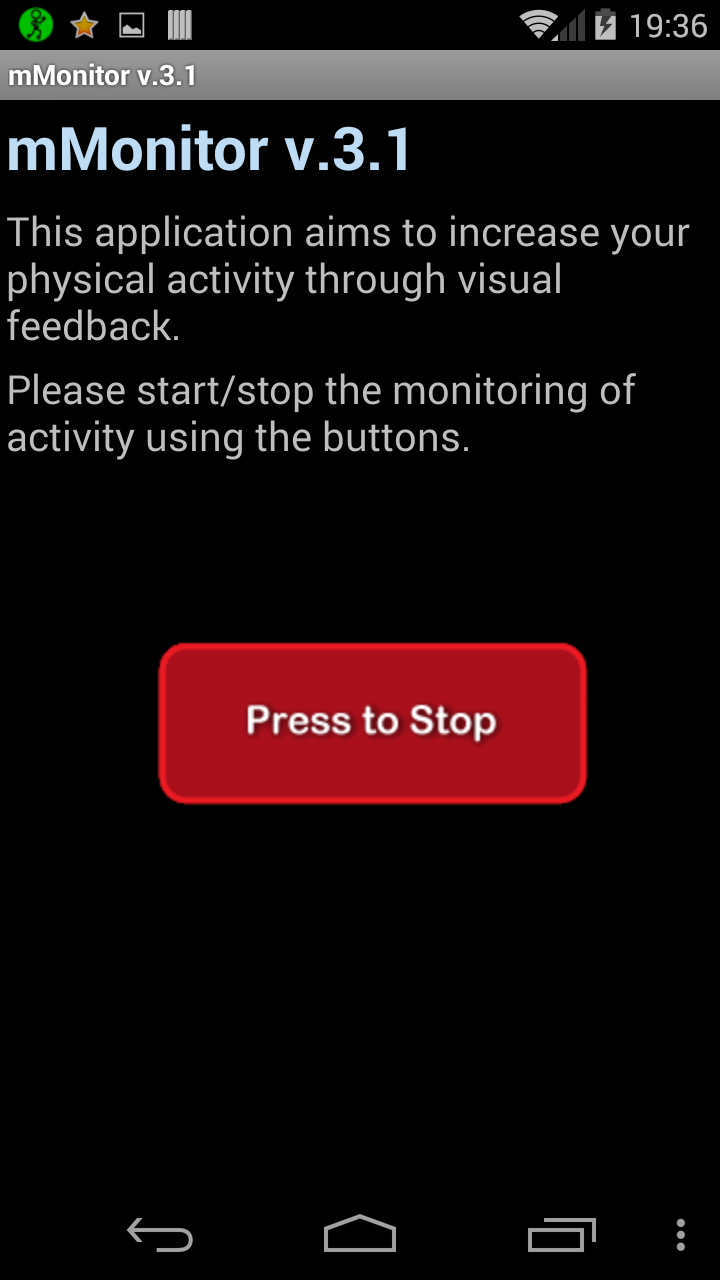 19:36
mMonitor v.3.1
mMonitor v.3.1
This application aims to increase your
physical activity through visual
feedback.
Please start/stop the monitoring of
activity using the buttons.
Press to Stop